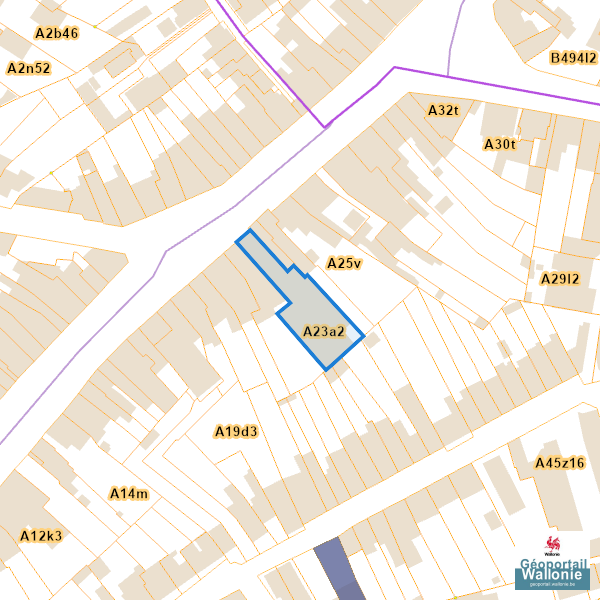 A2b46
A2n52
B494l2
A32t
A30t
A25v
A29l2
A23a2
A19d3
A45z16
A14m
A12k3
Wallonie
Géoportail
Wallonie
geoportail.wallonie.be